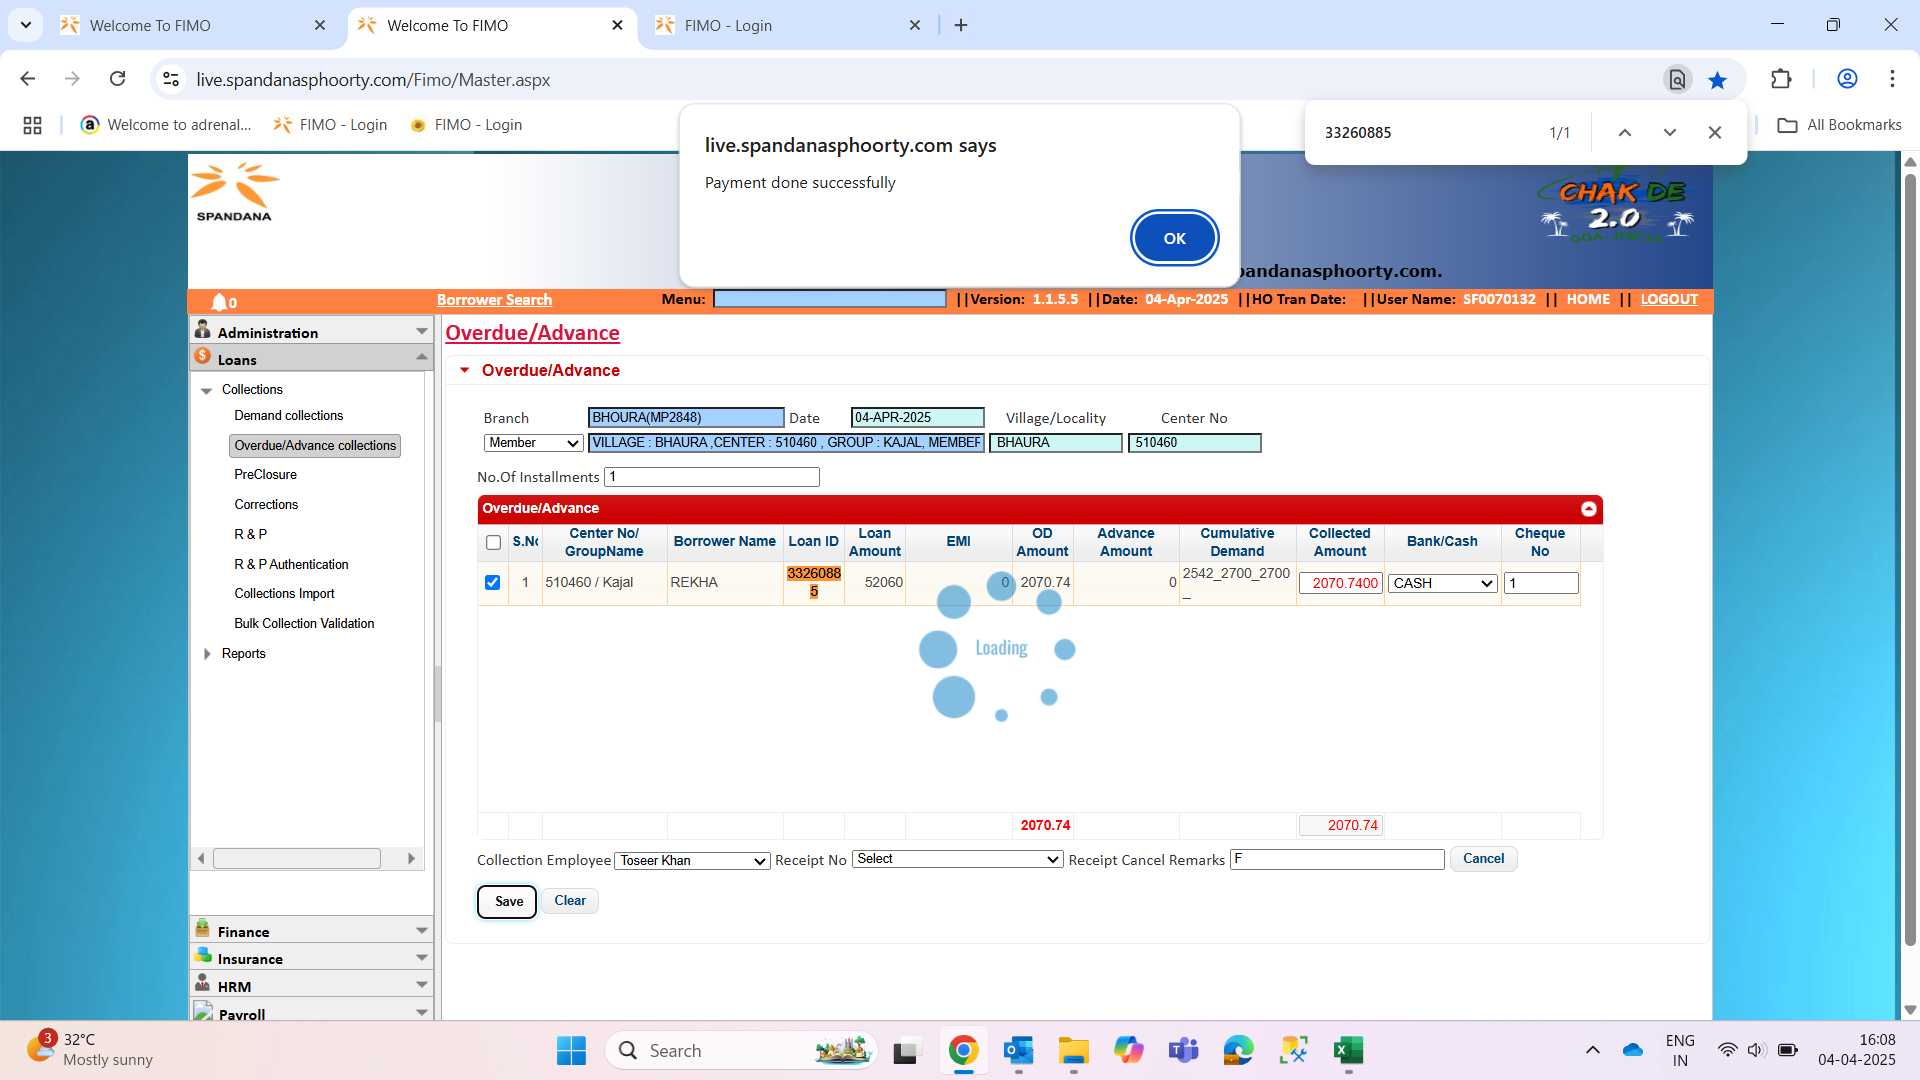 Welcome To FIMO
Welcome To FIMO
FIMO - Login
live.spandanasphoorty.com/Fimo/Master.aspx
Welcome to adrenal...
FIMO - Login
FIMO - Login
All Bookmarks
33260885
1/1
live.spandanasphoorty.com says
Payment done successfully
OK
SPANDANA
CHAK DE
2.0
pandanasphoorty.com.
0
Borrower Search
Menu:
||Version: 1.1.5.5 ||Date: 04-Apr-2025 ||HO Tran Date: ||User Name: SF0070132 || HOME || LOGOUT
Administration
Loans
Collections
Demand collections
Overdue/Advance collections
PreClosure
Corrections
R & P
R & P Authentication
Collections Import
Bulk Collection Validation
Reports
Finance
Insurance
HRM
Payroll
Overdue/Advance
Overdue/Advance
Branch BHOURA(MP2848) Date 04-APR-2025 Village/Locality Center No
Member VILLAGE : BHAURA ,CENTER : 510460 , GROUP : KAJAL, MEMBER BHAURA 510460
No.Of Installments 1
Overdue/Advance
S.No Center No/ GroupName Borrower Name Loan ID Loan Amount EMI OD Amount Advance Amount Cumulative Demand Collected Amount Bank/Cash Cheque No
1 510460 / Kajal REKHA 33260885 52060 0 2070.74 0 2542_2700_2700_ 2070.7400 CASH 1
Loading
2070.74 2070.74
Collection Employee Toseer Khan Receipt No Select Receipt Cancel Remarks F Cancel
Save Clear
3
32°C
Mostly sunny
Search
ENG
IN
16:08
04-04-2025